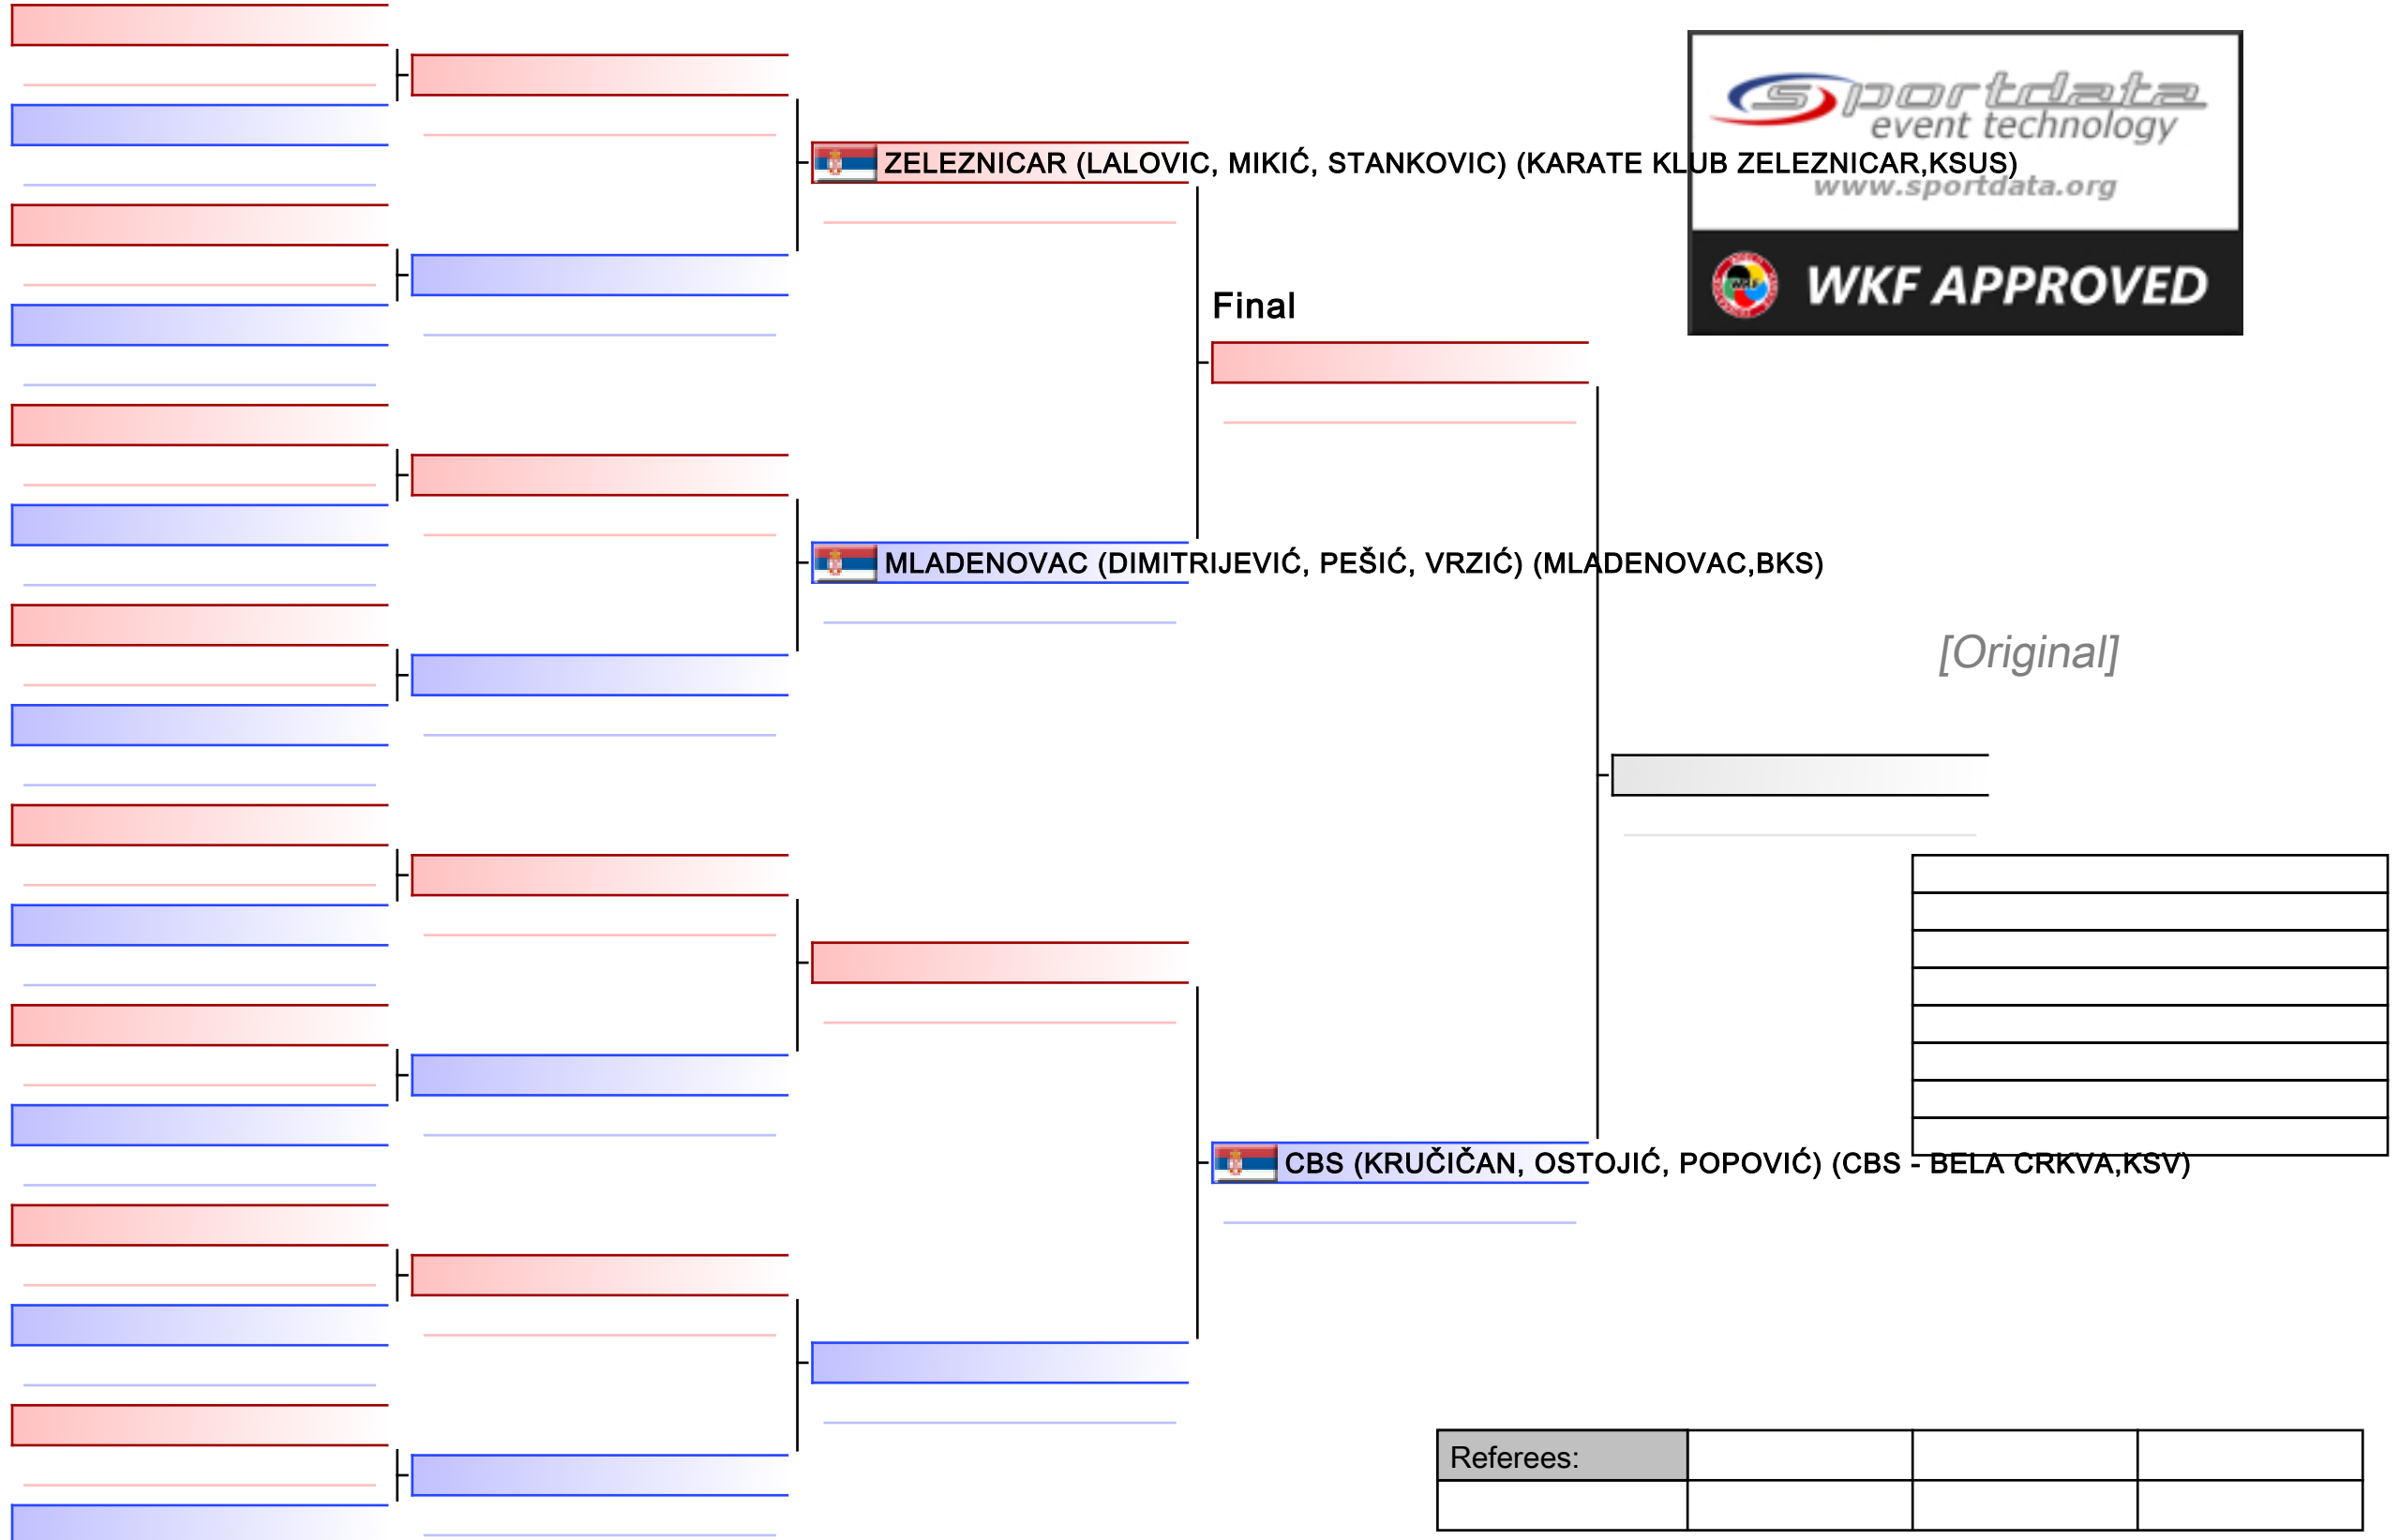 sportdata
event technology
www.sportdata.org
WKF APPROVED
ZELEZNICAR (LALOVIC, MIKIĆ, STANKOVIC) (KARATE KLUB ZELEZNICAR,KSUS)
Final
MLADENOVAC (DIMITRIJEVIĆ, PEŠIĆ, VRZIĆ) (MLADENOVAC,BKS)
[Original]
CBS (KRUČIČAN, OSTOJIĆ, POPOVIĆ) (CBS - BELA CRKVA,KSV)
Referees: